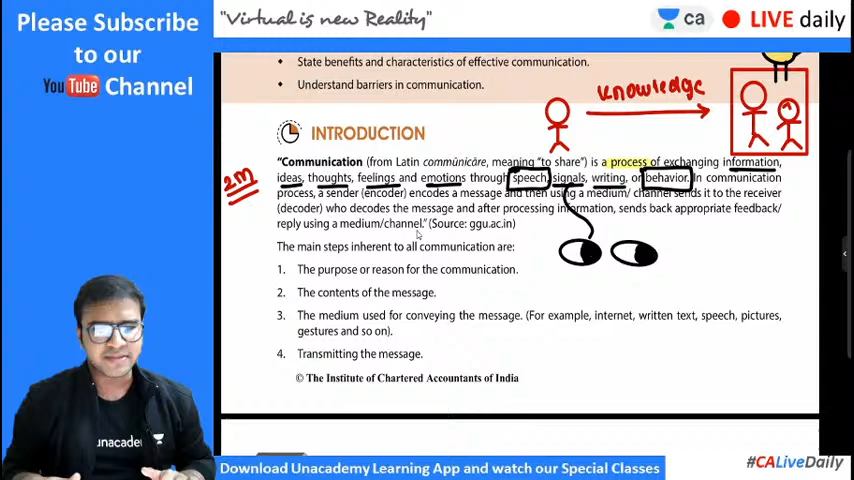 Please Subscribe
to our
YouTube Channel
"Virtual is new Reality"
ca
LIVE daily
• State benefits and characteristics of effective communication.
• Understand barriers in communication.
knowledge
INTRODUCTION
2M
"Communication (from Latin commūnicāre, meaning "to share") is a process of exchanging information,
ideas, thoughts, feelings and emotions through speech, signals, writing, or behavior. In communication
process, a sender (encoder) encodes a message and then using a medium/ channel sends it to the receiver
(decoder) who decodes the message and after processing information, sends back appropriate feedback/
reply using a medium/channel." (Source: ggu.ac.in)
The main steps inherent to all communication are:
1. The purpose or reason for the communication.
2. The contents of the message.
3. The medium used for conveying the message. (For example, internet, written text, speech, pictures,
gestures and so on).
4. Transmitting the message.
© The Institute of Chartered Accountants of India
unacademy
Download Unacademy Learning App and watch our Special Classes
#CALiveDaily